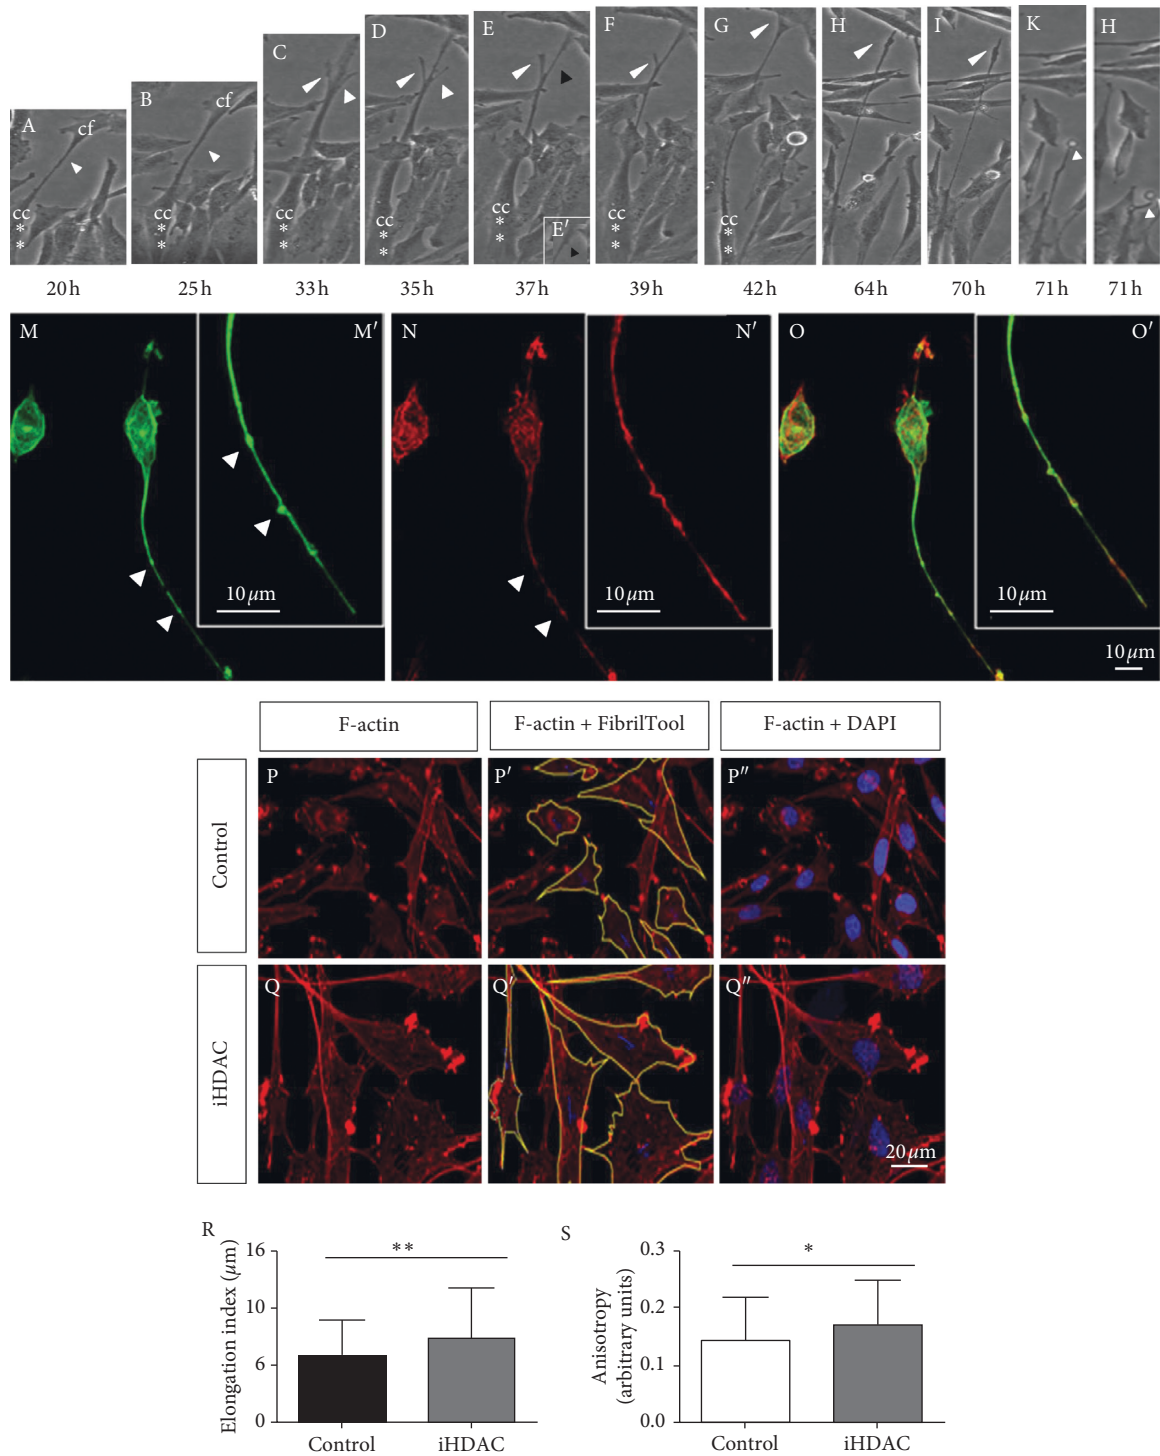 A
cf
cc
*
*
B
cf
cc
*
*
C
cc
*
*
D
cc
*
*
E
cc
*
*
E′
F
cc
*
*
G
cc
*
*
H
I
K
H
20 h
25 h
33 h
35 h
37 h
39 h
42 h
64 h
70 h
71 h
71 h
M
M′
10 μm
N
N′
10 μm
O
O′
10 μm
10 μm
F-actin
F-actin + FibrilTool
F-actin + DAPI
Control
P
P′
P″
iHDAC
Q
Q′
Q″
20 μm
R
Elongation index (μm)
16
10
6
0
**
Control
iHDAC
S
Anisotropy
(arbitrary units)
0.3
0.2
0.1
0.0
*
Control
iHDAC